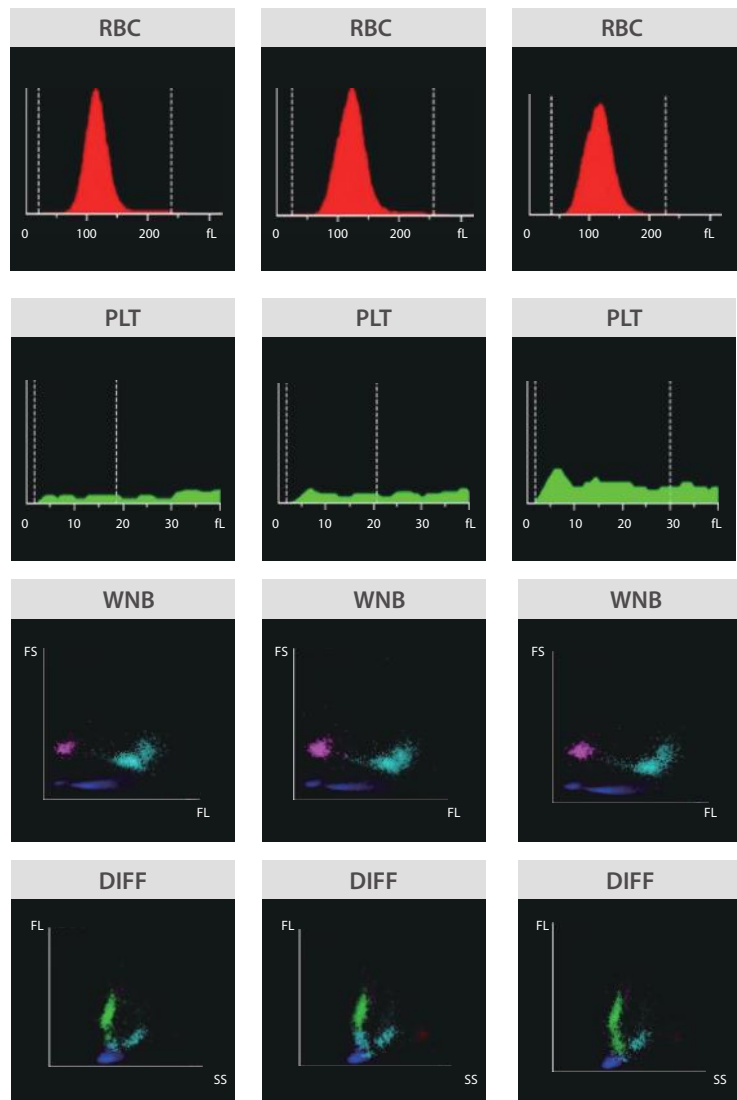 RBC RBC RBC
0 100 200 fL 0 100 200 fL 0 100 200 fL
PLT PLT PLT
0 10 20 30 fL 0 10 20 30 fL 0 10 20 30 fL
WNB WNB WNB
FS FS FS
FL FL FL
DIFF DIFF DIFF
FL FL FL
SS SS SS